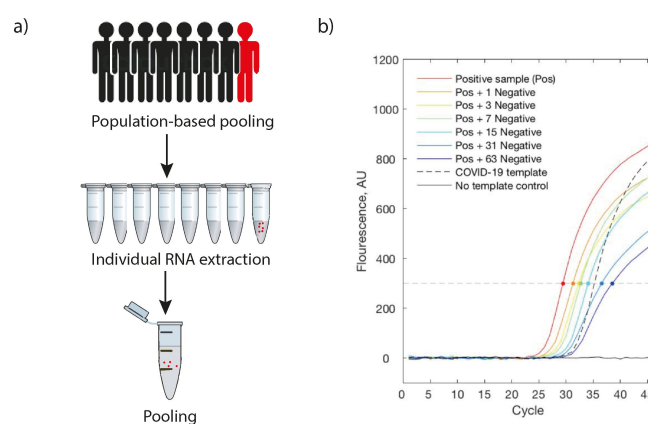 a)
Population-based pooling
Individual RNA extraction
Pooling
b)
1200
1000
800
600
400
200
0
Flourescence, AU
Positive sample (Pos)
Pos + 1 Negative
Pos + 3 Negative
Pos + 7 Negative
Pos + 15 Negative
Pos + 31 Negative
Pos + 63 Negative
COVID-19 template
No template control
0 5 10 15 20 25 30 35 40 45
Cycle